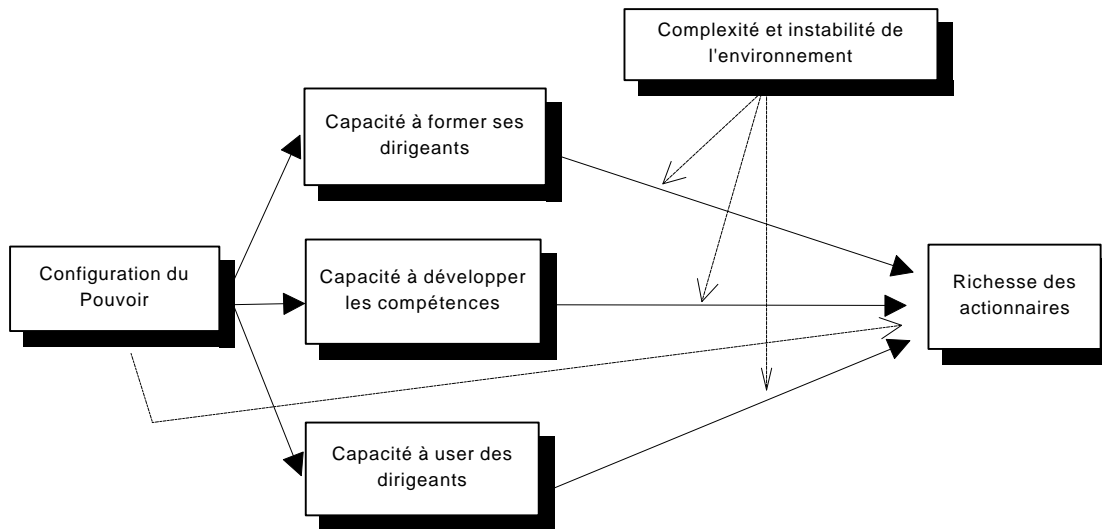 Complexité et instabilité de
l'environnement
Capacité à former ses
dirigeants
Configuration du
Pouvoir
Capacité à développer
les compétences
Richesse des
actionnaires
Capacité à user des
dirigeants